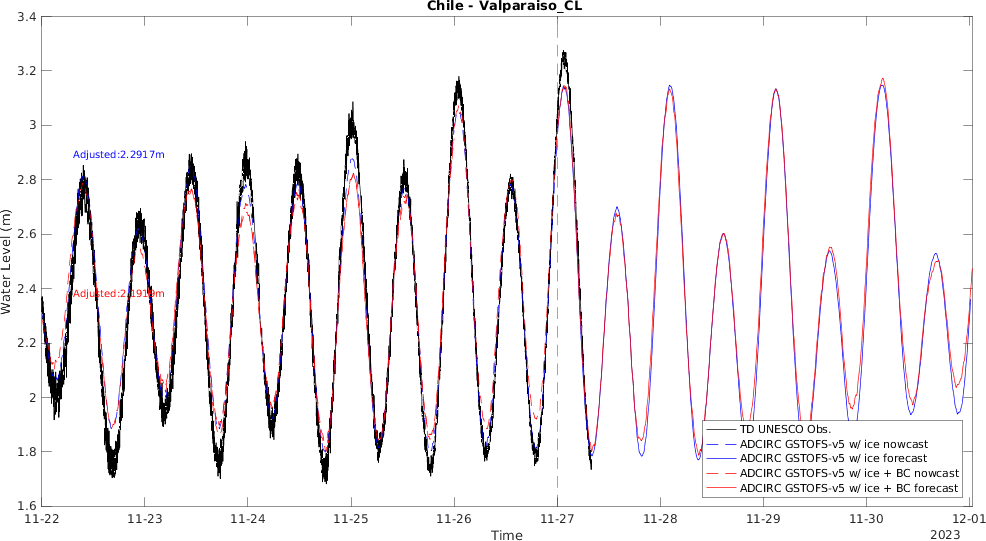 Chile - Valparaiso_CL
3.4
3.2
3
2.8
2.6
2.4
2.2
2
1.8
1.6
Water Level (m)
Adjusted:2.2917m
Adjusted:2.1919m
TD UNESCO Obs.
ADCIRC GSTOFS-v5 w/ ice nowcast
ADCIRC GSTOFS-v5 w/ ice forecast
ADCIRC GSTOFS-v5 w/ ice + BC nowcast
ADCIRC GSTOFS-v5 w/ ice + BC forecast
11-22 11-23 11-24 11-25 11-26 11-27 11-28 11-29 11-30 12-01
Time
2023